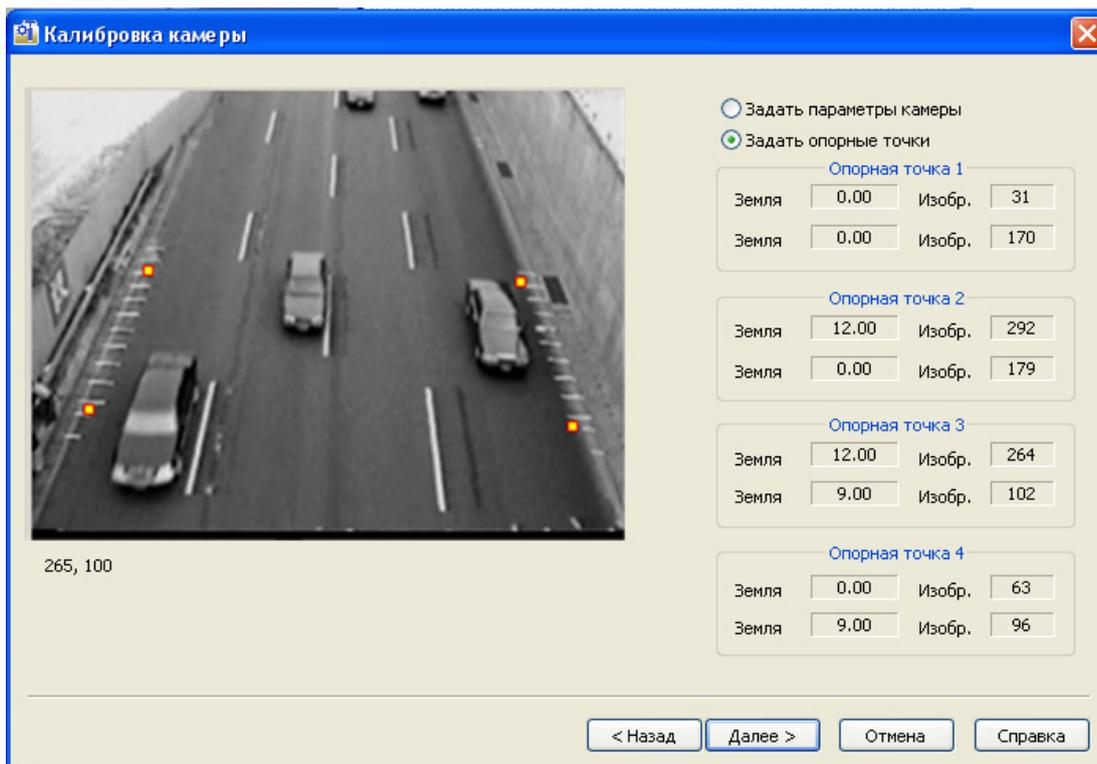 Калибровка камеры
Задать параметры камеры
Задать опорные точки
Опорная точка 1
Земля 0.00 Изобр. 31
Земля 0.00 Изобр. 170
Опорная точка 2
Земля 12.00 Изобр. 292
Земля 0.00 Изобр. 179
Опорная точка 3
Земля 12.00 Изобр. 264
Земля 9.00 Изобр. 102
Опорная точка 4
Земля 0.00 Изобр. 63
Земля 9.00 Изобр. 96
265, 100
< Назад Далее > Отмена Справка